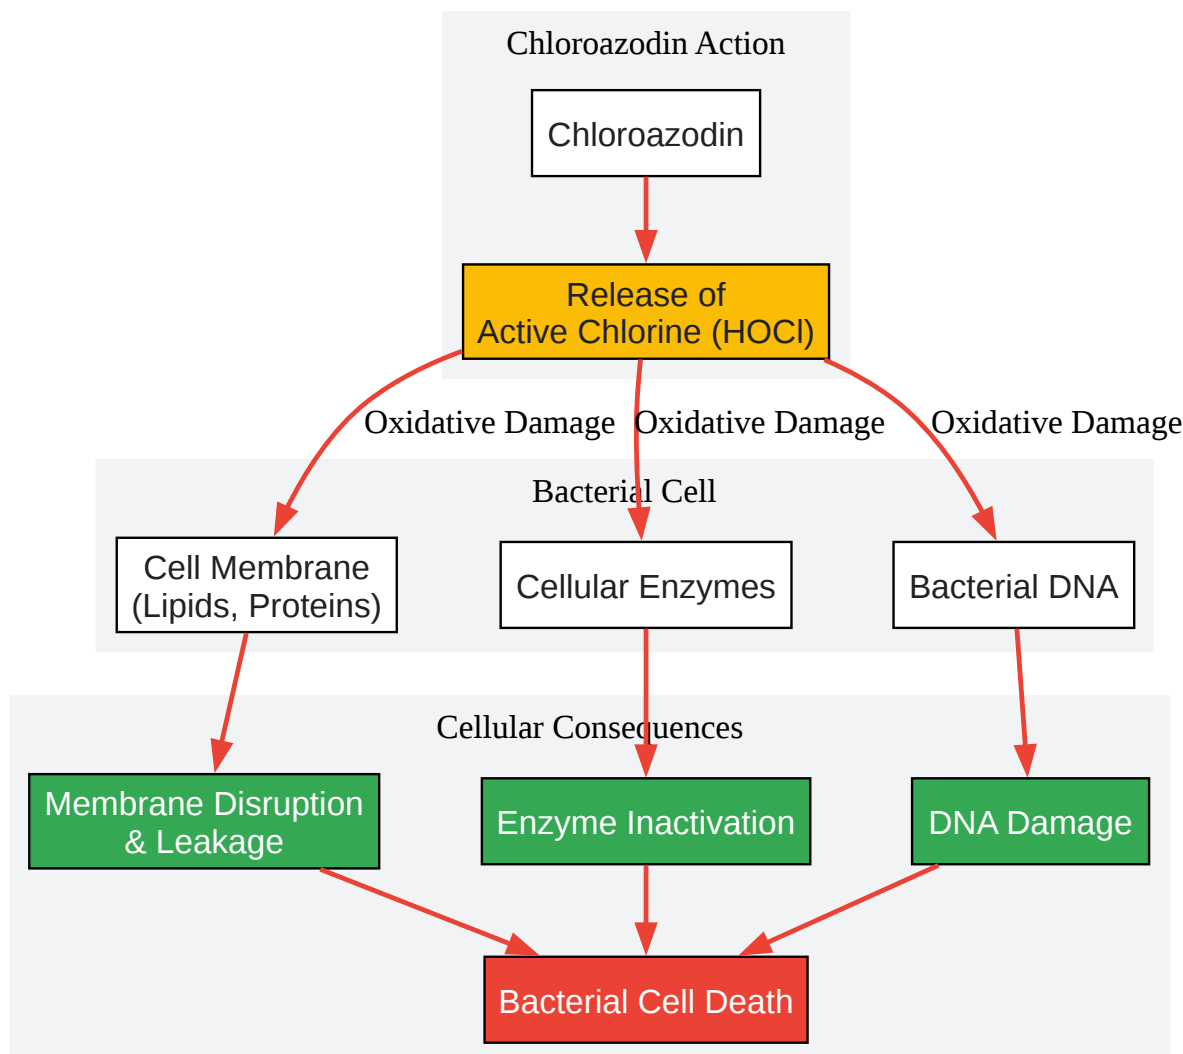 Chloroazodin Action
Chloroazodin
Release of
Active Chlorine (HOCl)
Oxidative Damage
Oxidative Damage
Oxidative Damage
Bacterial Cell
Cell Membrane
(Lipids, Proteins)
Cellular Enzymes
Bacterial DNA
Cellular Consequences
Membrane Disruption
& Leakage
Enzyme Inactivation
DNA Damage
Bacterial Cell Death